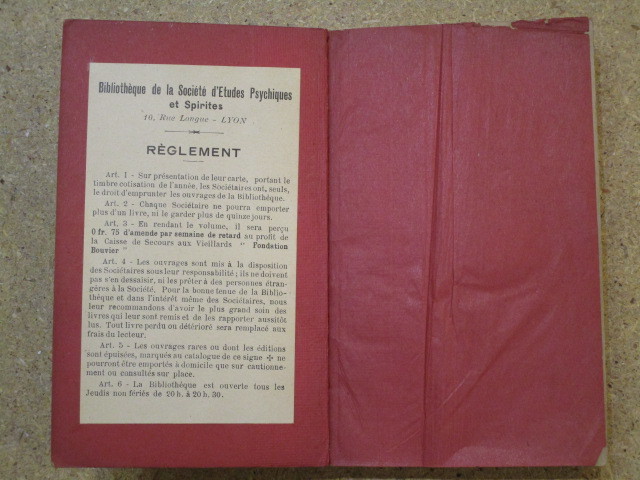 Bibliothèque de la Société d'Etudes Psychiques
et Spirites
10, Rue Longue - LYON
RÈGLEMENT
Art. 1 - Sur présentation de leur carte, portant le
timbre cotisation de l'année, les Sociétaires ont, seuls,
le droit d'emprunter les ouvrages de la Bibliothèque.
Art. 2 - Chaque Sociétaire ne pourra emporter
plus d'un livre, ni le garder plus de quinze jours.
Art. 3 - En rendant le volume, il sera perçu
0 fr. 75 d'amende par semaine de retard au profit de
la Caisse de Secours aux Vieillards " Fondation
Bouvier "
Art. 4 - Les ouvrages sont mis à la disposition
des Sociétaires sous leur responsabilité ; ils ne doivent
pas s'en dessaisir, ni les prêter à des personnes étran-
gères à la Société. Pour la bonne tenue de la Biblio-
thèque et dans l'intérêt même des Sociétaires, nous
leur recommandons d'avoir le plus grand soin des
livres qui leur sont remis et de les rapporter aussitôt
lus. Tout livre perdu ou détérioré sera remplacé aux
frais du lecteur.
Art. 5 - Les ouvrages rares ou dont les éditions
sont épuisées, marqués au catalogue de ce signe ✢ ne
pourront être emportés à domicile que sur cautionne-
ment ou consultés sur place.
Art. 6 - La Bibliothèque est ouverte tous les
Jeudis non fériés de 20 h. à 20 h. 30.